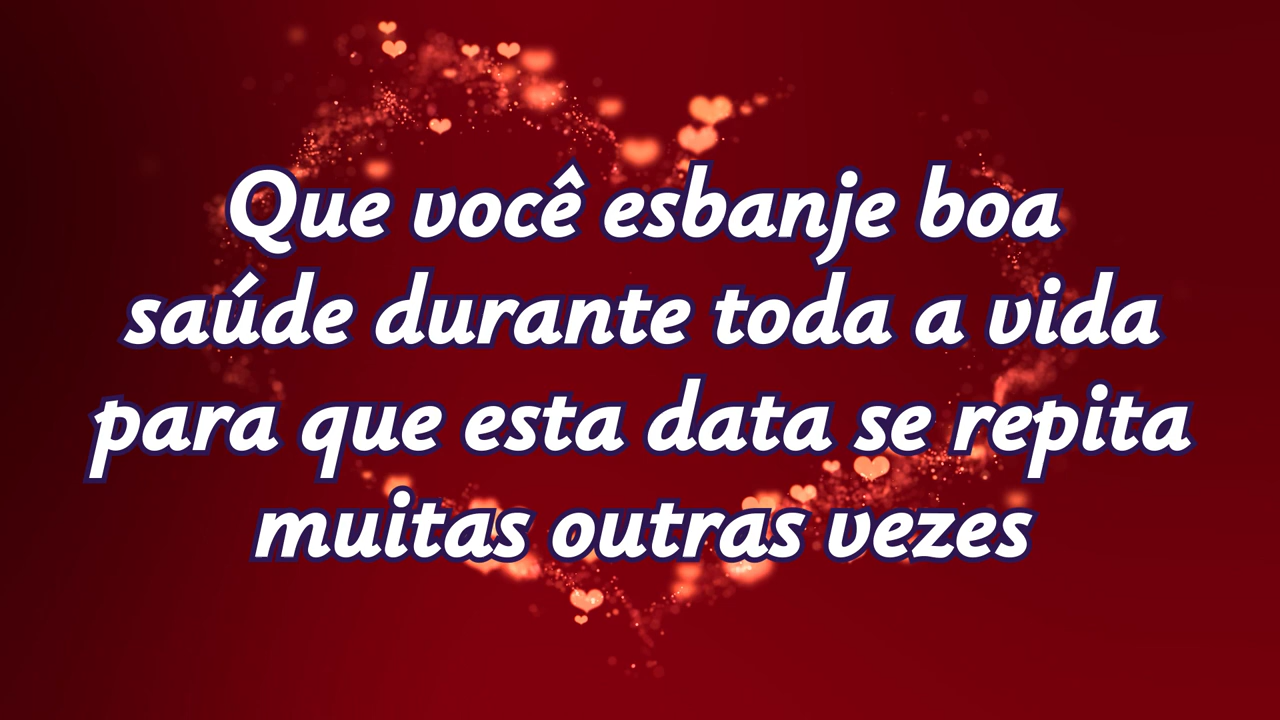 Que você esbanje boa
saúde durante toda a vida
para que esta data se repita
muitas outras vezes